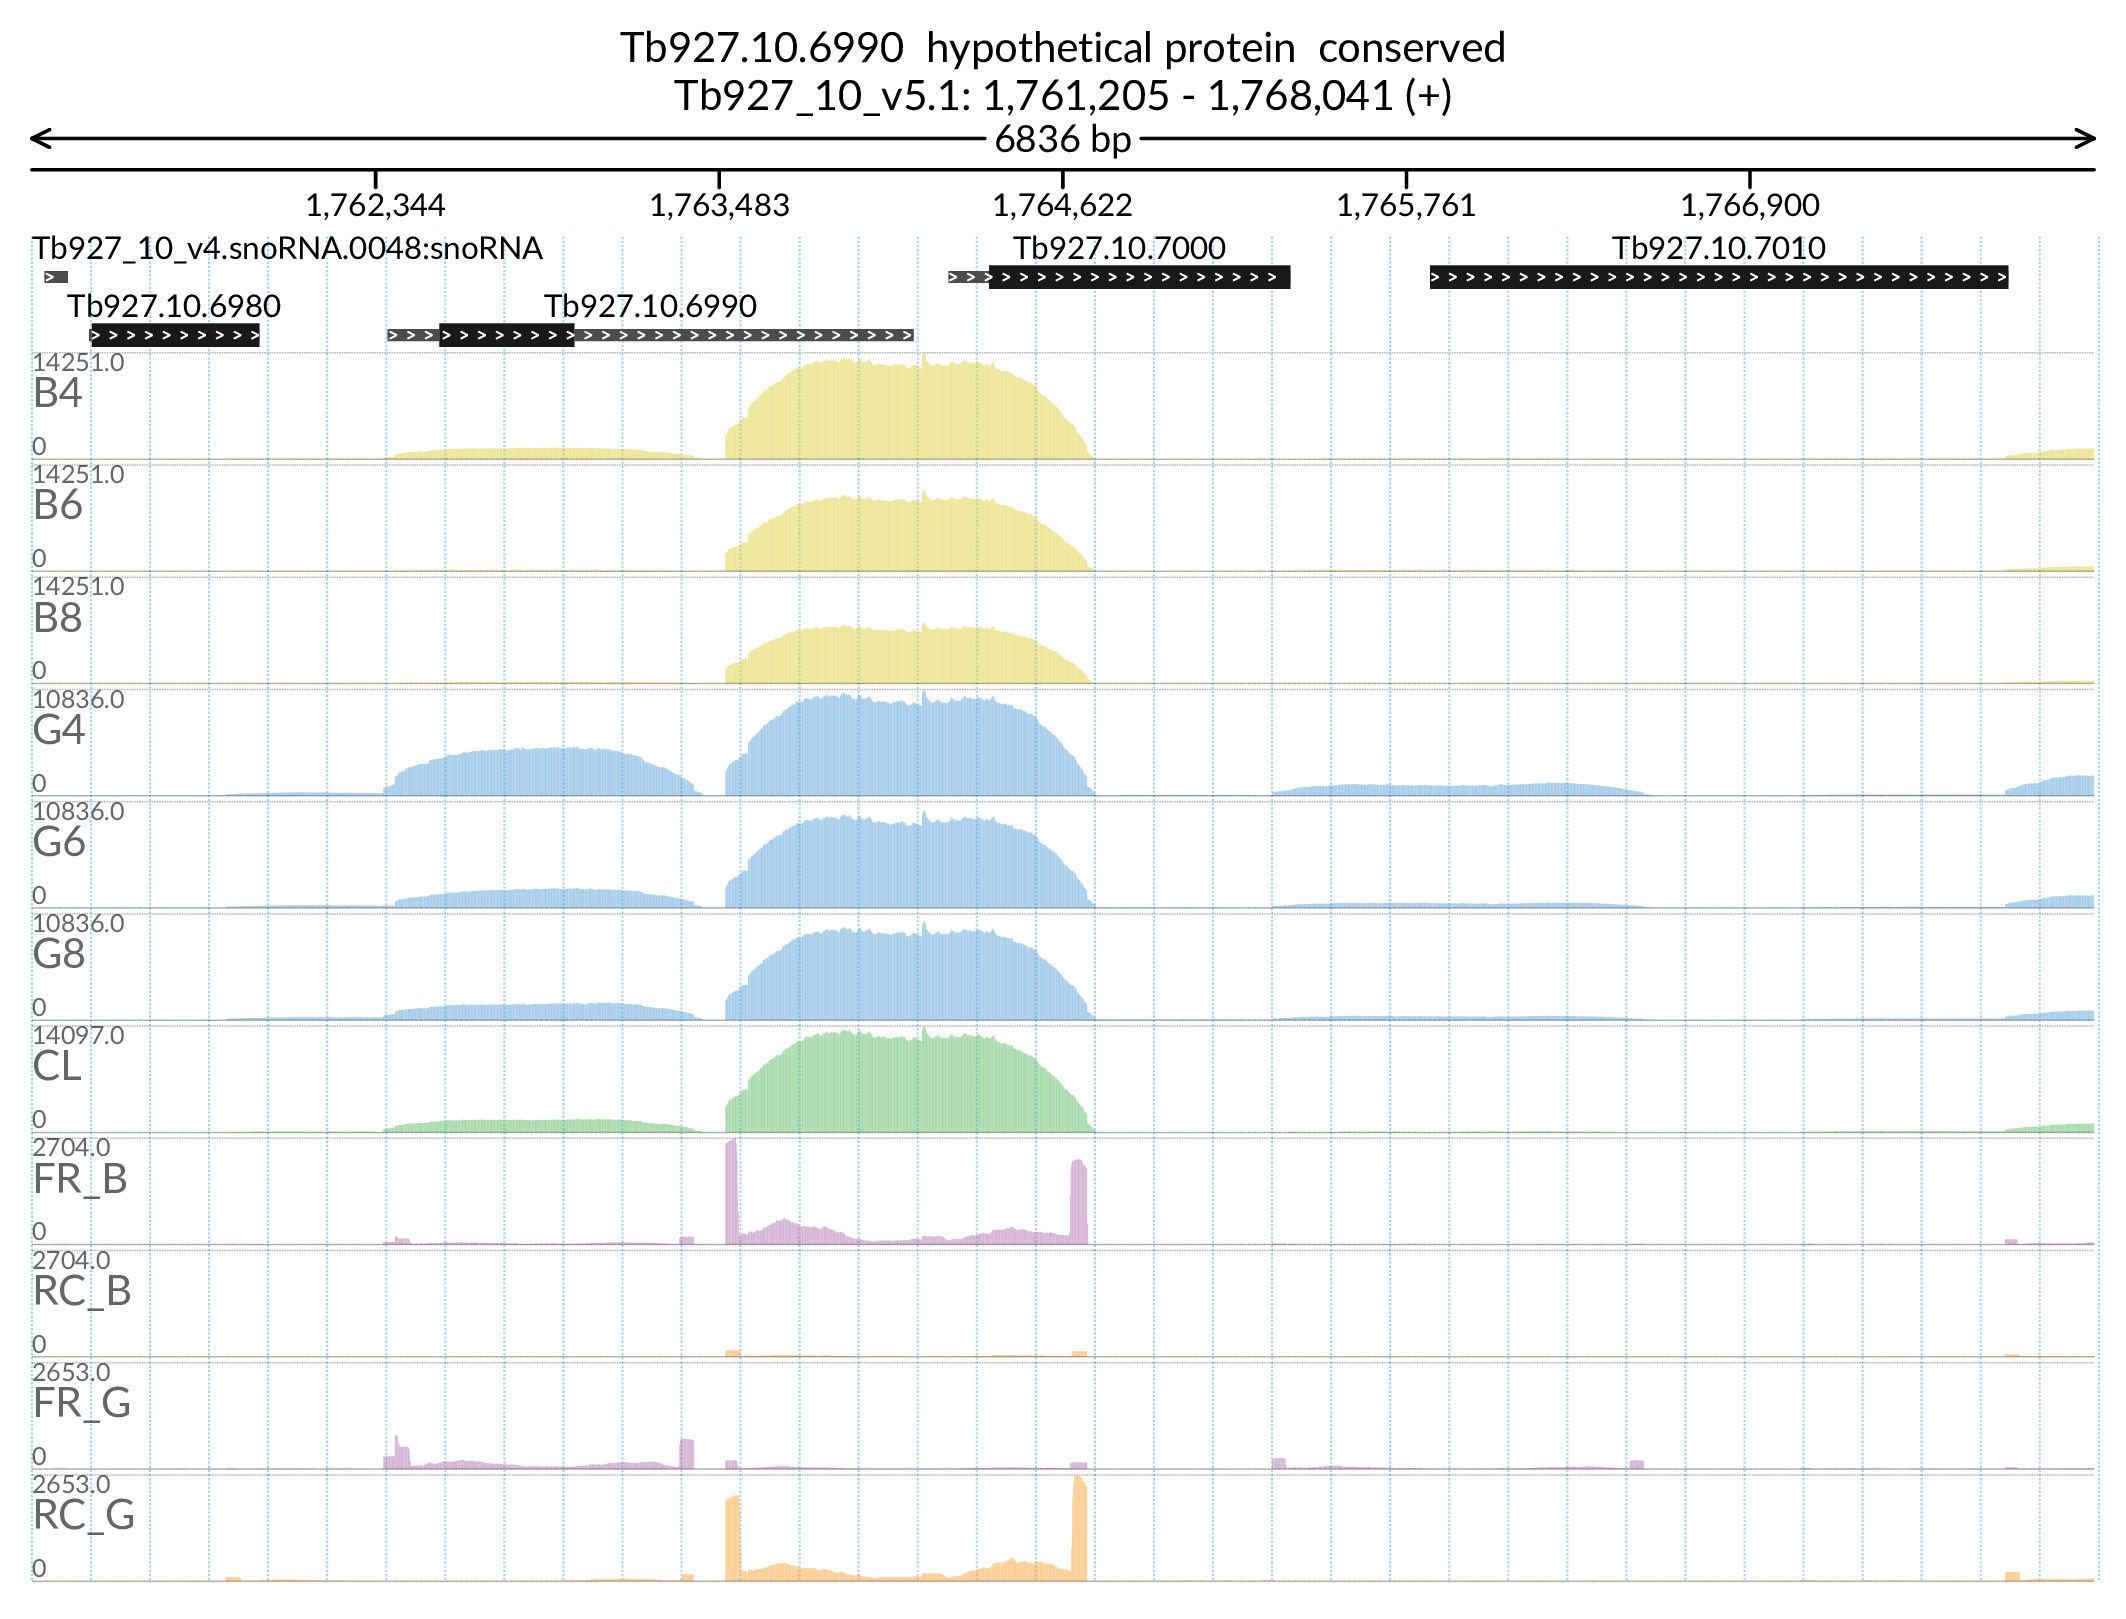 Tb927.10.6990  hypothetical protein  conserved
Tb927_10_v5.1: 1,761,205 - 1,768,041 (+)
6836 bp
1,762,344 1,763,483 1,764,622 1,765,761 1,766,900
Tb927_10_v4.snoRNA.0048:snoRNA Tb927.10.7000 Tb927.10.7010
Tb927.10.6980 Tb927.10.6990
14251.0
B4
0
14251.0
B6
0
14251.0
B8
0
10836.0
G4
0
10836.0
G6
0
10836.0
G8
0
14097.0
CL
0
2704.0
FR_B
0
2704.0
RC_B
0
2653.0
FR_G
0
2653.0
RC_G
0